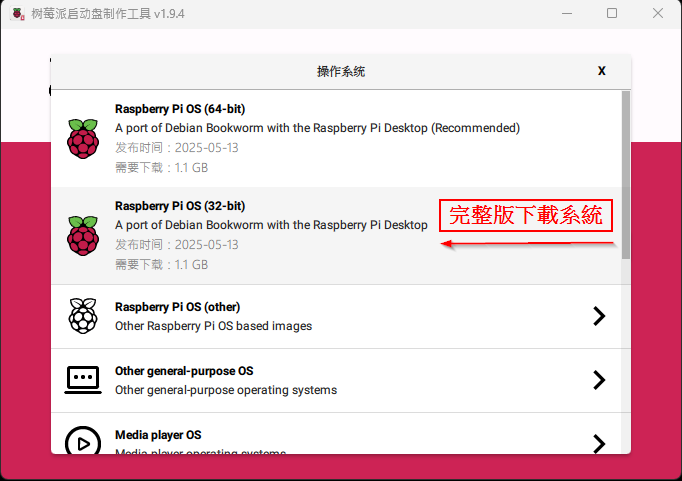 树莓派启动盘制作工具 v1.9.4
操作系统
X
Raspberry Pi OS (64-bit)
A port of Debian Bookworm with the Raspberry Pi Desktop (Recommended)
发布时间：2025-05-13
需要下载：1.1 GB
Raspberry Pi OS (32-bit)
A port of Debian Bookworm with the Raspberry Pi Desktop
完整版下載系統
发布时间：2025-05-13
需要下载：1.1 GB
Raspberry Pi OS (other)
Other Raspberry Pi OS based images
Other general-purpose OS
Other general-purpose operating systems
Media player OS
Media player operating systems